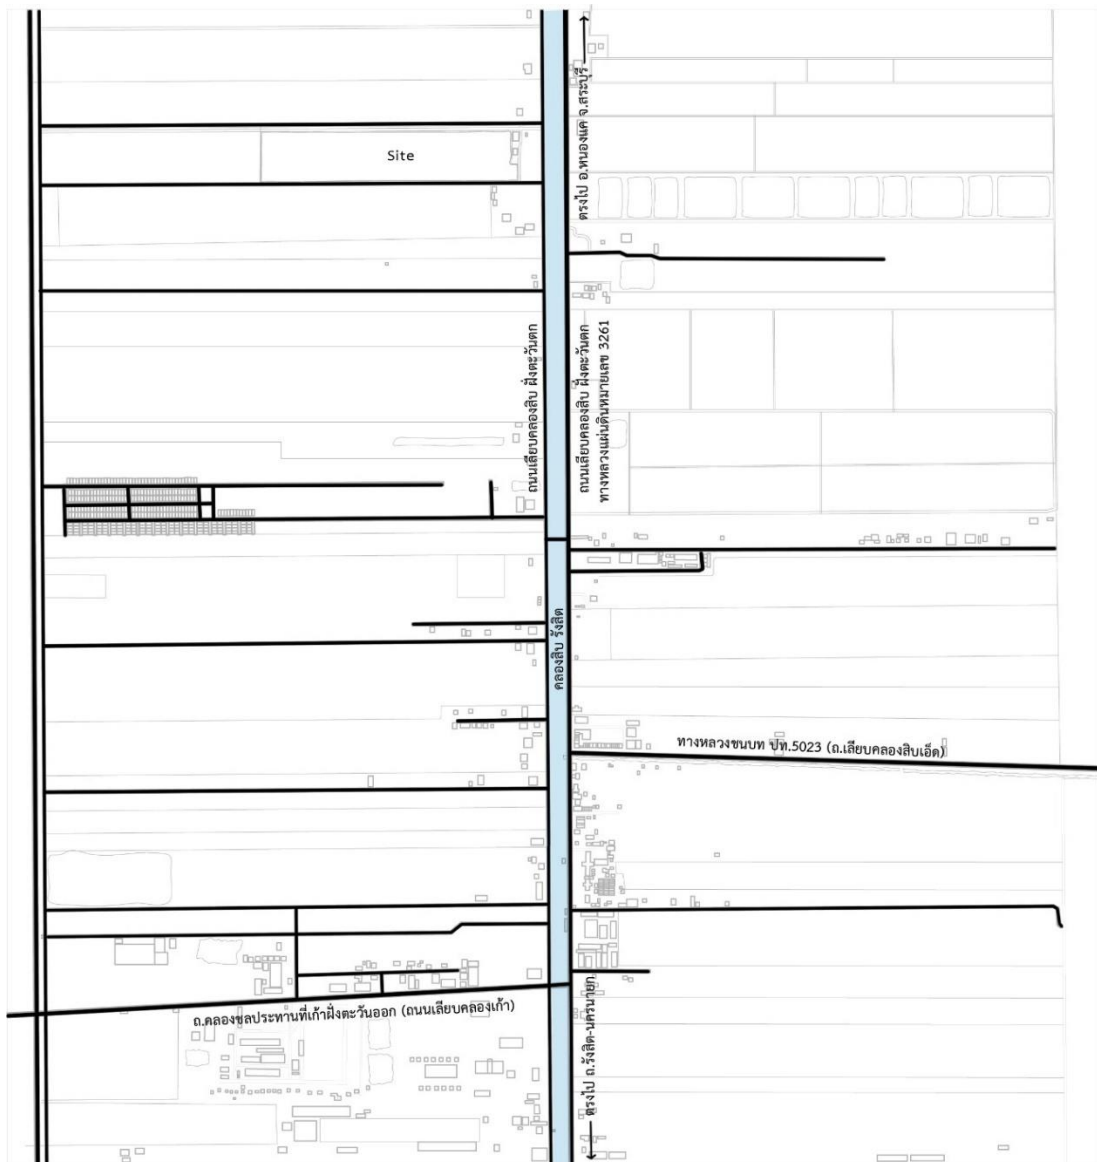 ตรงไป อ.หนองแค จ.สระบุรี
Site
ถนนเลียบคลองสิบ ฝั่งตะวันตก
ถนนเลียบคลองสิบ ฝั่งตะวันตก
ทางหลวงแผ่นดินหมายเลข 3261
คลองสิบ รังสิต
ทางหลวงชนบท ปท.5023 (ถ.เลียบคลองสิบเอ็ด)
ถ.คลองชลประทานที่เก้าฝั่งตะวันออก (ถนนเลียบคลองเก้า)
ตรงไป ถ.รังสิต-นครนายก